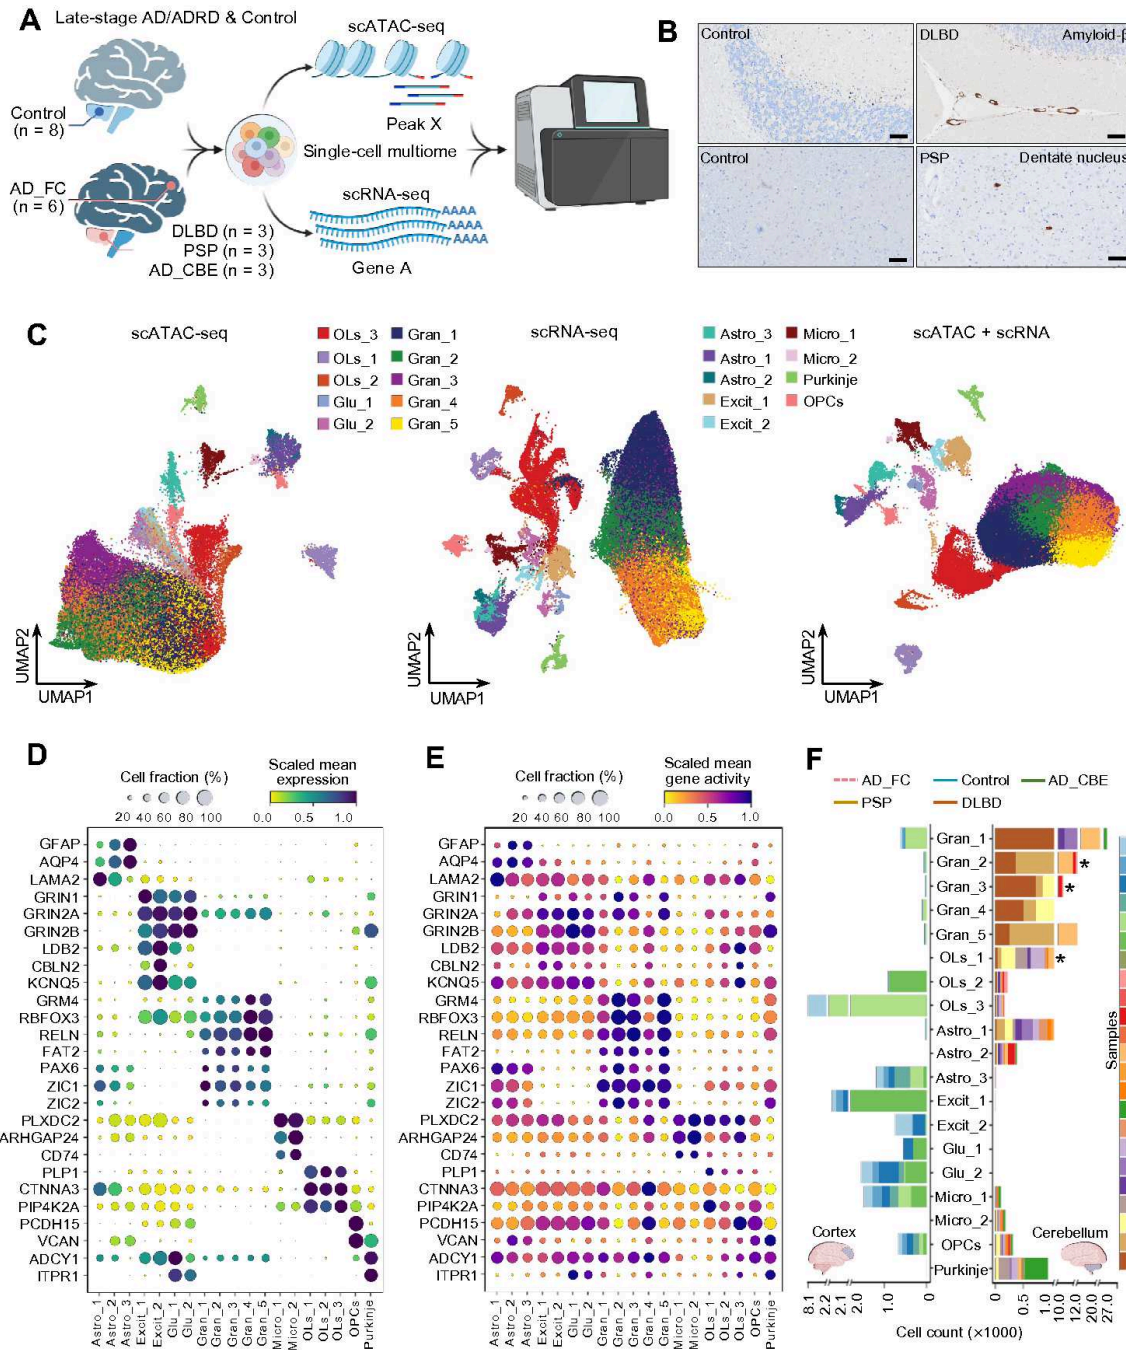 A
Late-stage AD/ADRD & Control
Control
(n = 8)
AD_FC
(n = 6)
DLBD (n = 3)
PSP (n = 3)
AD_CBE (n = 3)
scATAC-seq
Peak X
Single-cell multiome
scRNA-seq
AAAA
AAAA
AAAA
Gene A
B
Control
DLBD
Amyloid-β
Control
PSP
Dentate nucleus
C
scATAC-seq
OLs_3
OLs_1
OLs_2
Glu_1
Glu_2
Gran_1
Gran_2
Gran_3
Gran_4
Gran_5
scRNA-seq
Astro_3
Astro_1
Astro_2
Excit_1
Excit_2
Micro_1
Micro_2
Purkinje
OPCs
scATAC + scRNA
UMAP2
UMAP1
UMAP2
UMAP1
UMAP2
UMAP1
D
Cell fraction (%)
20 40 60 80 100
Scaled mean
expression
0.0 0.5 1.0
GFAP
AQP4
LAMA2
GRIN1
GRIN2A
GRIN2B
LDB2
CBLN2
KCNQ5
GRM4
RBFOX3
RELN
FAT2
PAX6
ZIC1
ZIC2
PLXDC2
ARHGAP24
CD74
PLP1
CTNNA3
PIP4K2A
PCDH15
VCAN
ADCY1
ITPR1
Astro_1
Astro_2
Astro_3
Excit_1
Excit_2
Glu_1
Glu_2
Gran_1
Gran_2
Gran_3
Gran_4
Gran_5
Micro_1
Micro_2
OLs_1
OLs_2
OLs_3
OPCs
Purkinje
E
Cell fraction (%)
20 40 60 80 100
Scaled mean
gene activity
0.0 0.5 1.0
GFAP
AQP4
LAMA2
GRIN1
GRIN2A
GRIN2B
LDB2
CBLN2
KCNQ5
GRM4
RBFOX3
RELN
FAT2
PAX6
ZIC1
ZIC2
PLXDC2
ARHGAP24
CD74
PLP1
CTNNA3
PIP4K2A
PCDH15
VCAN
ADCY1
ITPR1
Astro_1
Astro_2
Astro_3
Excit_1
Excit_2
Glu_1
Glu_2
Gran_1
Gran_2
Gran_3
Gran_4
Gran_5
Micro_1
Micro_2
OLs_1
OLs_2
OLs_3
OPCs
Purkinje
F
AD_FC Control AD_CBE
PSP DLBD
Gran_1
Gran_2 *
Gran_3 *
Gran_4
Gran_5
OLs_1 *
OLs_2
OLs_3
Astro_1
Astro_2
Astro_3
Excit_1
Excit_2
Glu_1
Glu_2
Micro_1
Micro_2
OPCs
Purkinje
Samples
Cortex
Cerebellum
8.1 2.2 2.1 2.0 1.0 0 0 0.5 10.0 12.0 20.0 27.0
Cell count (×1000)